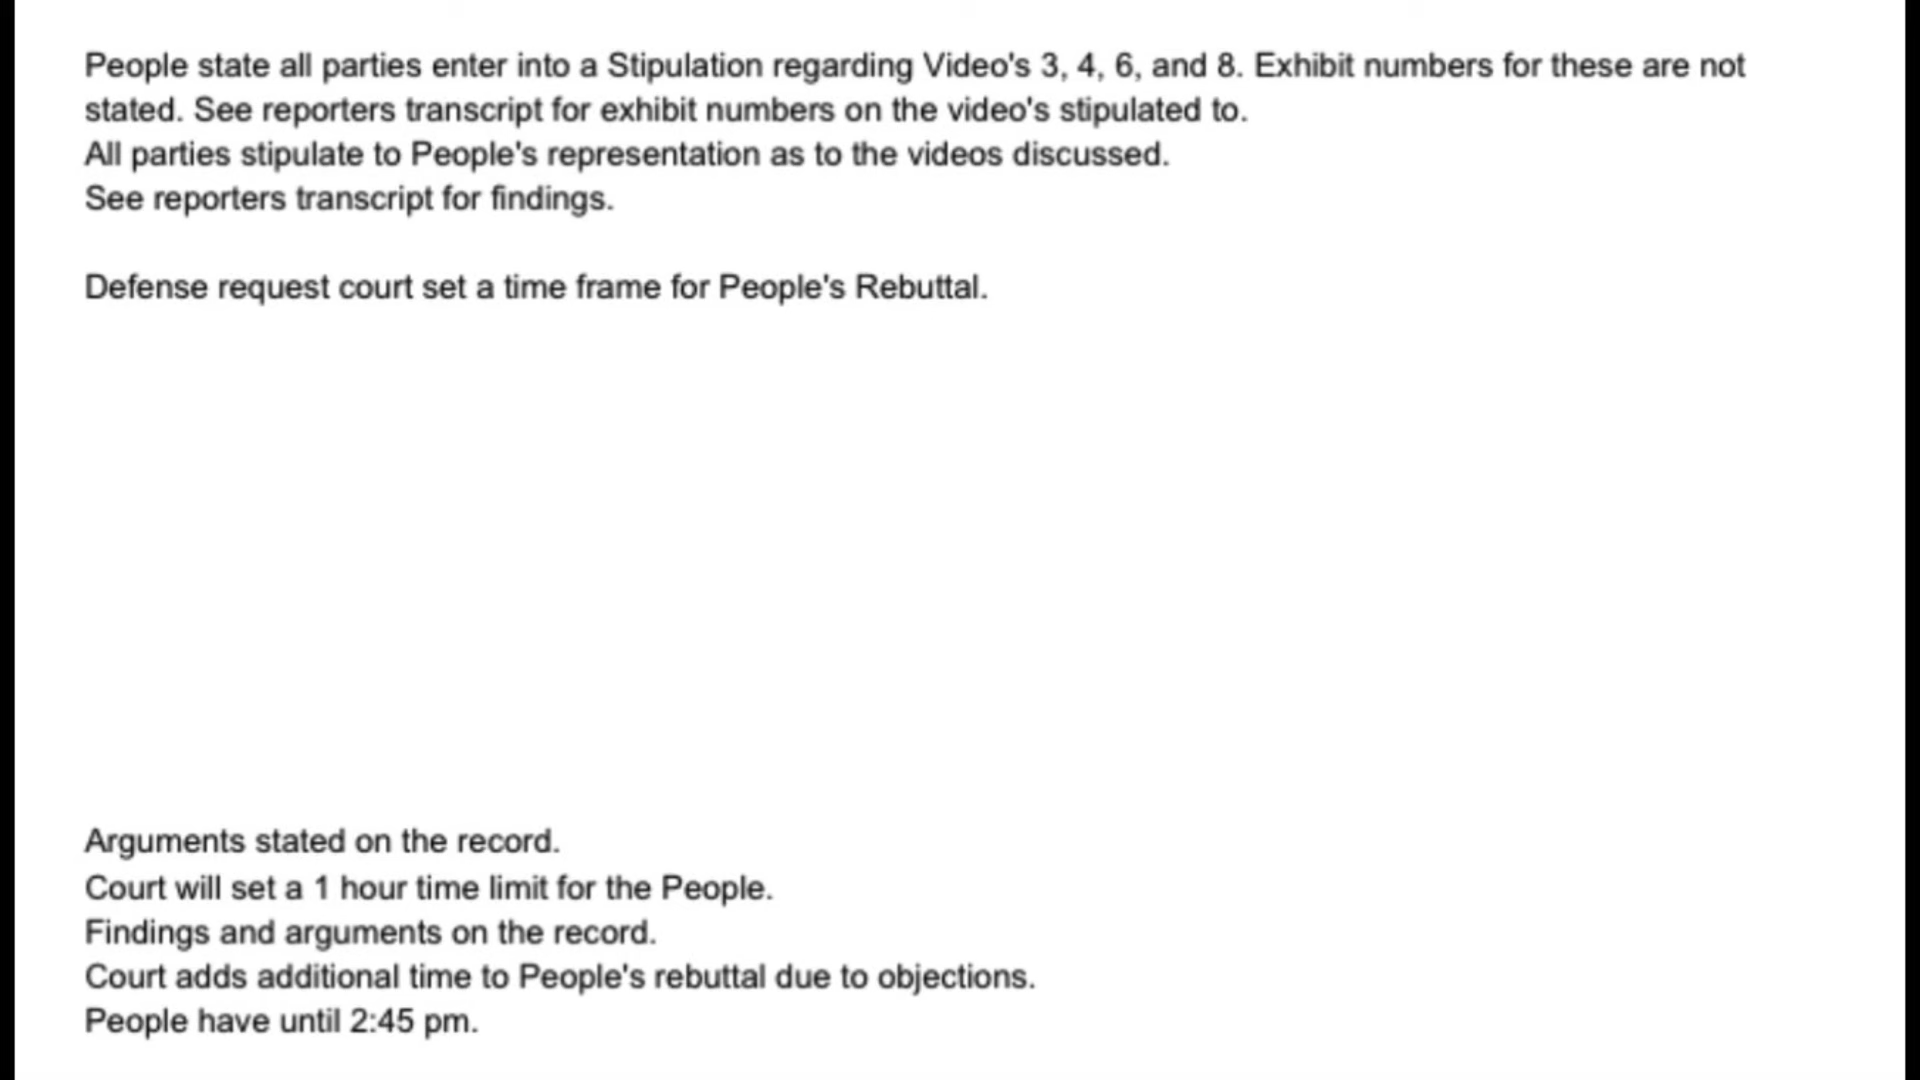 People state all parties enter into a Stipulation regarding Video's 3, 4, 6, and 8. Exhibit numbers for these are not
stated. See reporters transcript for exhibit numbers on the video's stipulated to.
All parties stipulate to People's representation as to the videos discussed.
See reporters transcript for findings.
Defense request court set a time frame for People's Rebuttal.
Arguments stated on the record.
Court will set a 1 hour time limit for the People.
Findings and arguments on the record.
Court adds additional time to People's rebuttal due to objections.
People have until 2:45 pm.